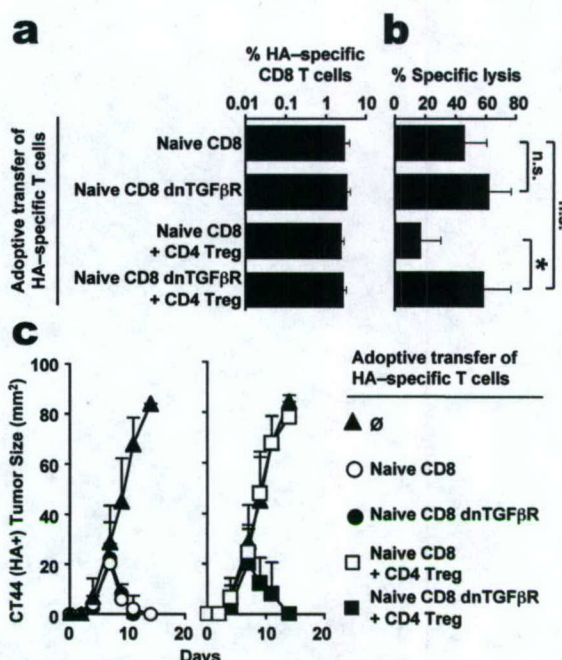 a
b
% HA–specific
CD8 T cells
% Specific lysis
0.01 0.1 1 10
0 20 40 60 80
Adoptive transfer of
HA–specific T cells
Naive CD8
Naive CD8 dnTGFβR
Naive CD8
+ CD4 Treg
Naive CD8 dnTGFβR
+ CD4 Treg
n.s.
*
c
CT44 (HA+) Tumor Size (mm²)
100
80
60
40
20
0
0 10 20
0 10 20
Days
Adoptive transfer of
HA–specific T cells
ø
Naive CD8
Naive CD8 dnTGFβR
Naive CD8
+ CD4 Treg
Naive CD8 dnTGFβR
+ CD4 Treg